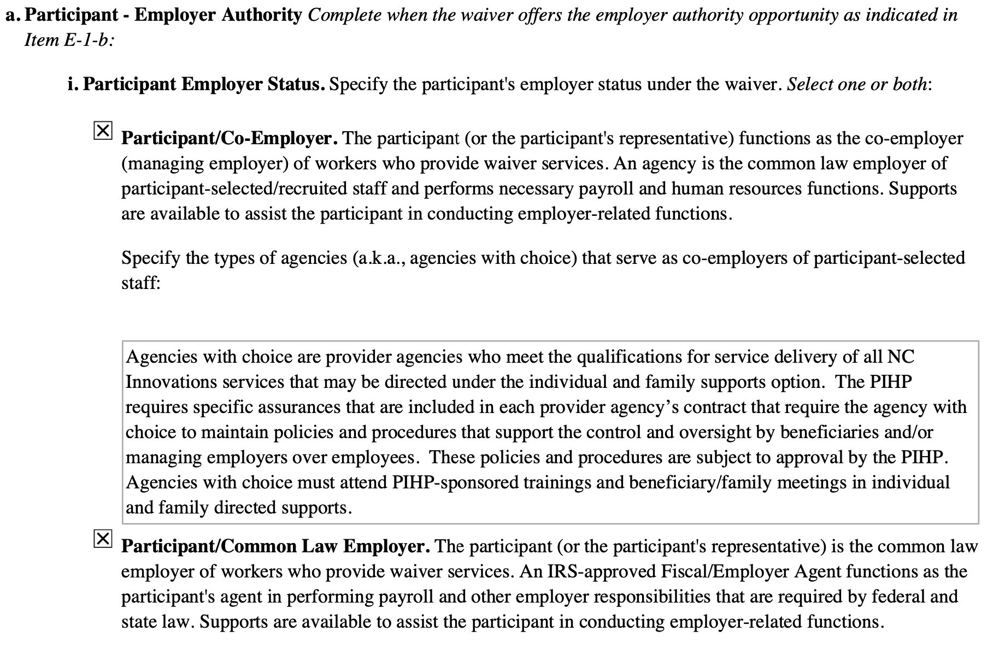 a. Participant - Employer Authority Complete when the waiver offers the employer authority opportunity as indicated in
Item E-1-b:
i. Participant Employer Status. Specify the participant's employer status under the waiver. Select one or both:
☒ Participant/Co-Employer. The participant (or the participant's representative) functions as the co-employer
(managing employer) of workers who provide waiver services. An agency is the common law employer of
participant-selected/recruited staff and performs necessary payroll and human resources functions. Supports
are available to assist the participant in conducting employer-related functions.
Specify the types of agencies (a.k.a., agencies with choice) that serve as co-employers of participant-selected
staff:
Agencies with choice are provider agencies who meet the qualifications for service delivery of all NC
Innovations services that may be directed under the individual and family supports option.  The PIHP
requires specific assurances that are included in each provider agency’s contract that require the agency with
choice to maintain policies and procedures that support the control and oversight by beneficiaries and/or
managing employers over employees.  These policies and procedures are subject to approval by the PIHP.
Agencies with choice must attend PIHP-sponsored trainings and beneficiary/family meetings in individual
and family directed supports.
☒ Participant/Common Law Employer. The participant (or the participant's representative) is the common law
employer of workers who provide waiver services. An IRS-approved Fiscal/Employer Agent functions as the
participant's agent in performing payroll and other employer responsibilities that are required by federal and
state law. Supports are available to assist the participant in conducting employer-related functions.